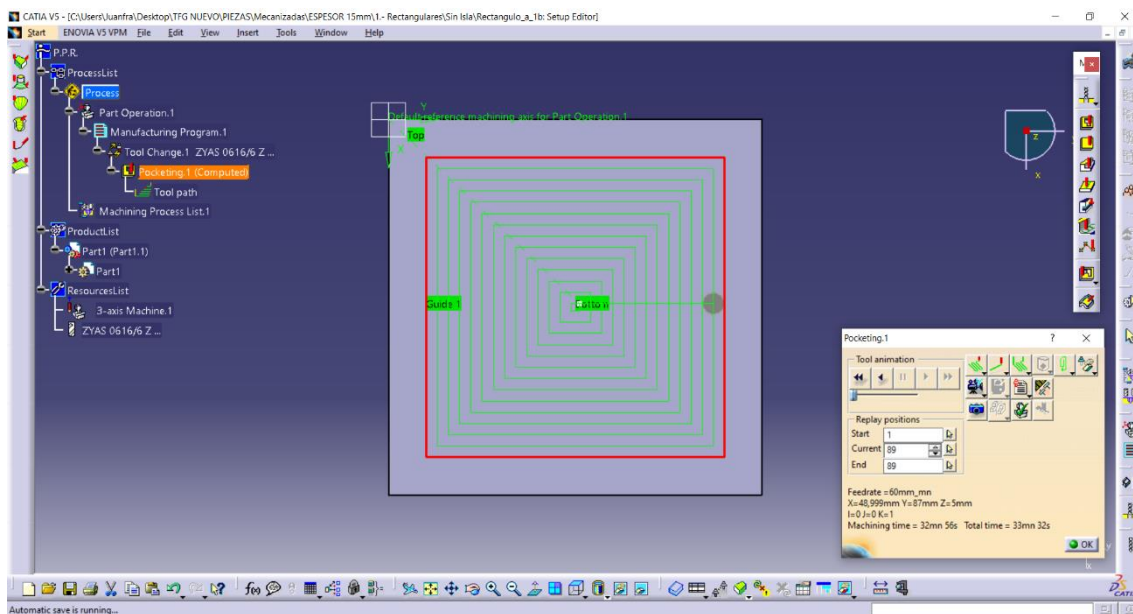 CATIA V5 - [C:\Users\Juanfra\Desktop\TFG NUEVO\PIEZAS\Mecanizadas\ESPESOR 15mm\1.- Rectangulares\Sin Isla\Rectangulo_a_1b: Setup Editor]
Start ENOVIA V5 VPM File Edit View Insert Tools Window Help
P.P.R.
ProcessList
Process
Part Operation.1
Manufacturing Program.1
Tool Change.1 ZYAS 0616/6 Z ...
Pocketing.1 (Computed)
Tool path
Machining Process List.1
ProductList
Part1 (Part1.1)
Part1
ResourcesList
3-axis Machine.1
ZYAS 0616/6 Z ...
Y
Default reference machining axis for Part Operation.1
Top
X
Guide 1
Bottom
z
x
M...
Pocketing.1 ? X
Tool animation
Replay positions
Start 1
Current 89
End 89
Feedrate =60mm_mn
X=48,999mm Y=87mm Z=5mm
I=0 J=0 K=1
Machining time = 32mn 56s Total time = 33mn 32s
OK
y
x
f(x)
CATIA
Automatic save is running...